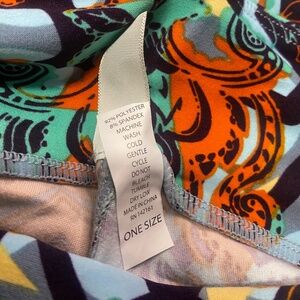 92% POLYESTER
8% SPANDEX
MACHINE
WASH
COLD
GENTLE
CYCLE
DO NOT
BLEACH
TUMBLE
DRY LOW
MADE IN CHINA
RN 142161
ONE SIZE